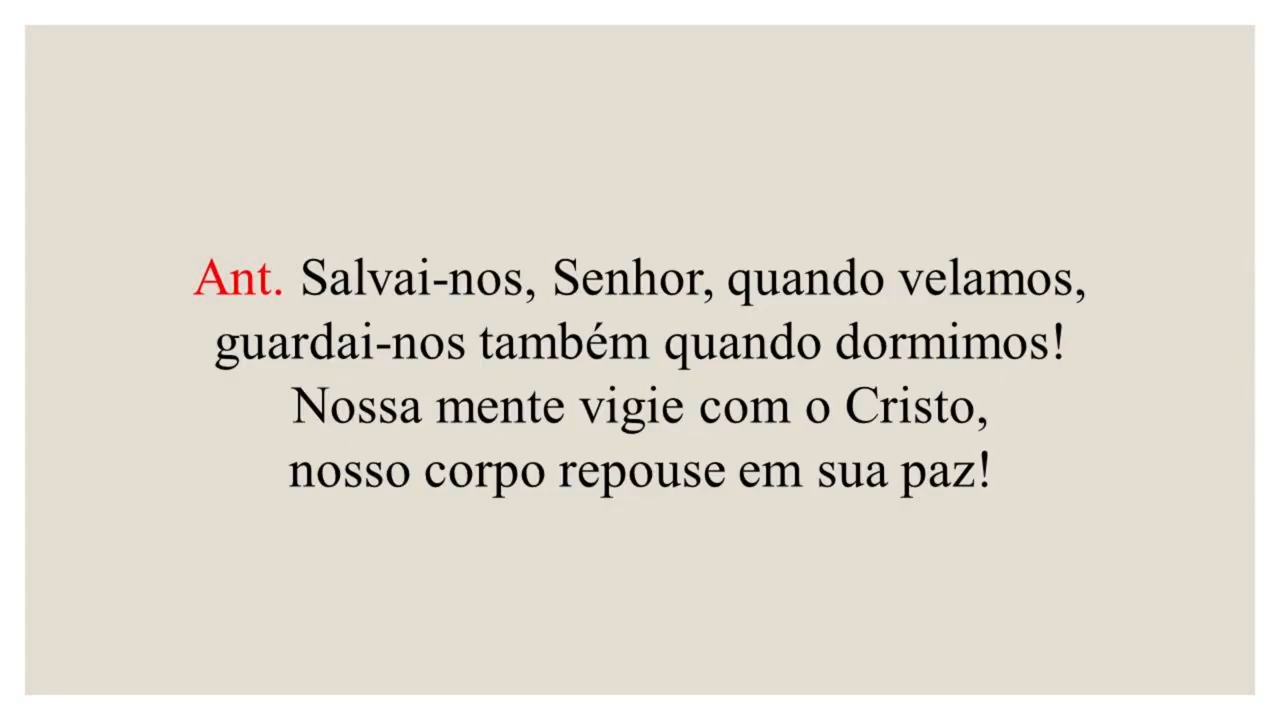 Ant. Salvai-nos, Senhor, quando velamos,
guardai-nos também quando dormimos!
Nossa mente vigie com o Cristo,
nosso corpo repouse em sua paz!